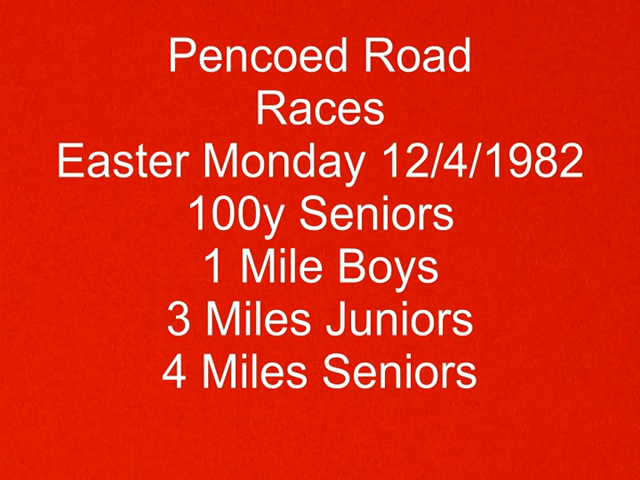 Pencoed Road
Races
Easter Monday 12/4/1982
100y Seniors
1 Mile Boys
3 Miles Juniors
4 Miles Seniors